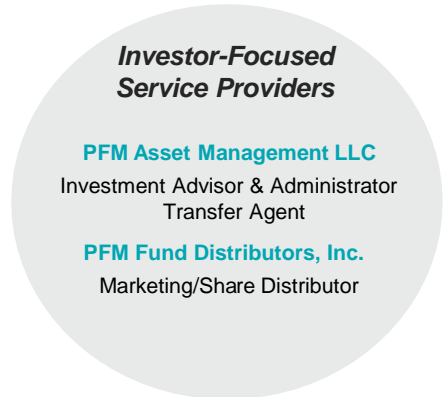 Investor-Focused
Service Providers
PFM Asset Management LLC
Investment Advisor & Administrator
Transfer Agent
PFM Fund Distributors, Inc.
Marketing/Share Distributor